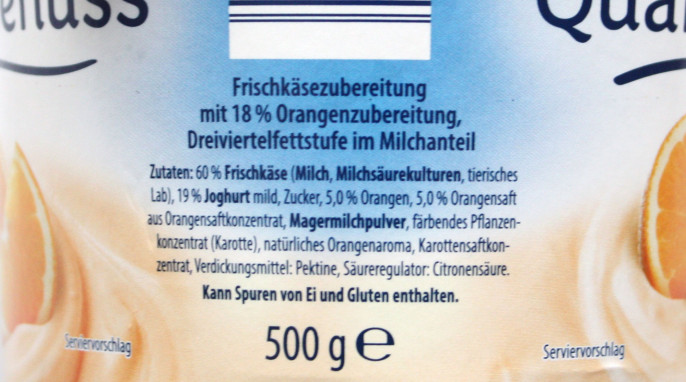 Frischkäsezubereitung
mit 18 % Orangenzubereitung,
Dreiviertelfettstufe im Milchanteil
Zutaten: 60 % Frischkäse (Milch, Milchsäurekulturen, tierisches
Lab), 19 % Joghurt mild, Zucker, 5,0 % Orangen, 5,0 % Orangensaft
aus Orangensaftkonzentrat, Magermilchpulver, färbendes Pflanzen-
konzentrat (Karotte), natürliches Orangenaroma, Karottensaftkon-
zentrat, Verdickungsmittel: Pektine, Säureregulator: Citronensäure.
Kann Spuren von Ei und Gluten enthalten.
500 g e
Serviervorschlag
Serviervorschlag